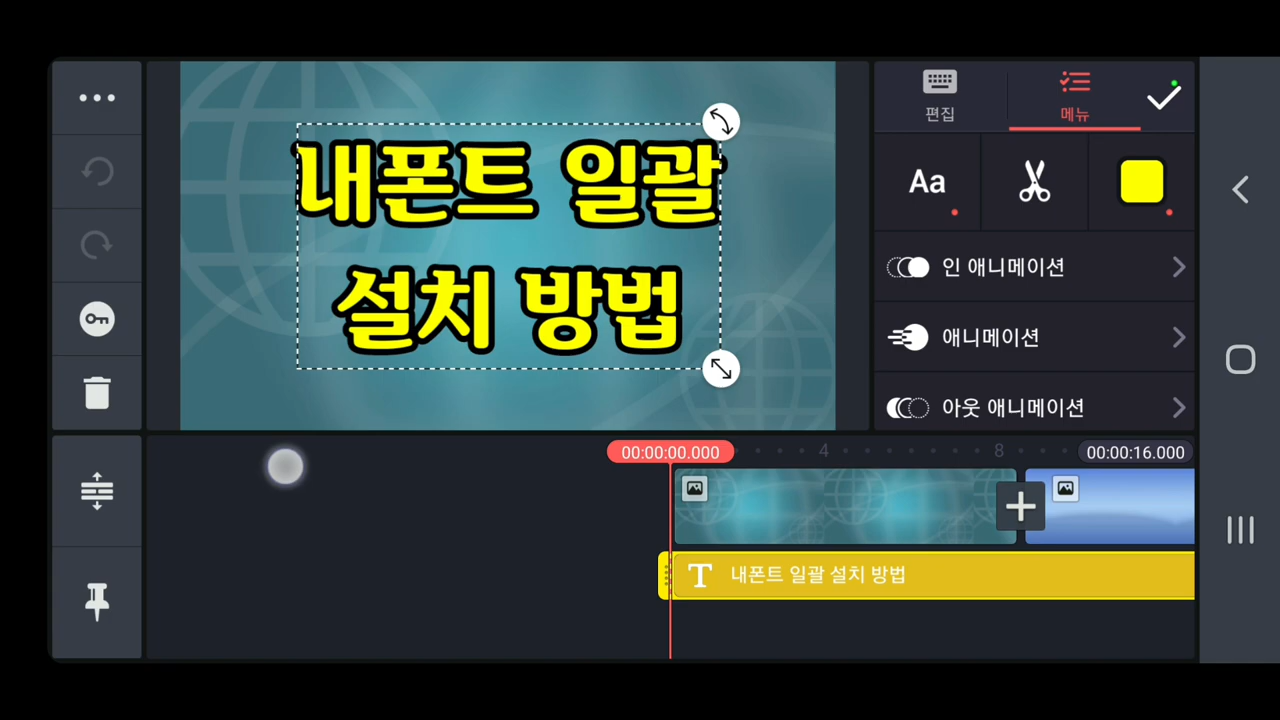 편집
메뉴
내폰트 일괄
설치 방법
Aa
인 애니메이션
애니메이션
아웃 애니메이션
00:00:00.000
4
8
00:00:16.000
T 내폰트 일괄 설치 방법